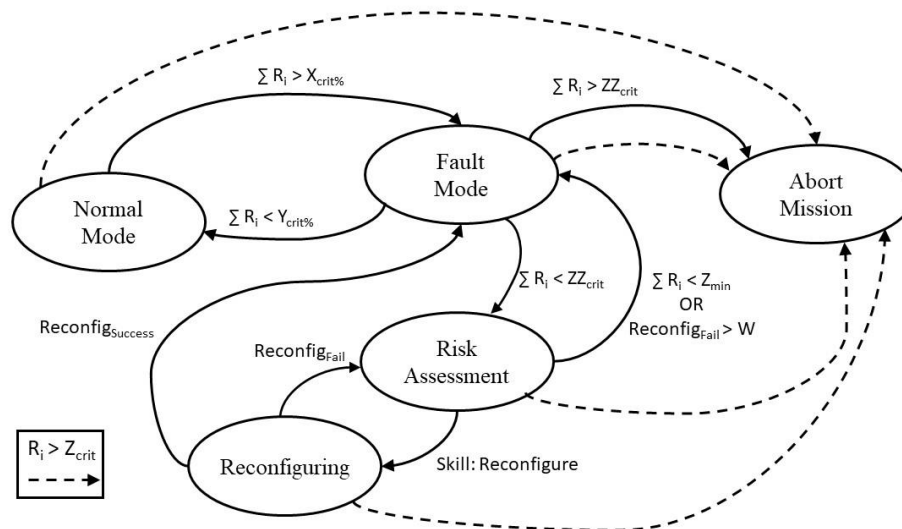 ∑ Rᵢ > X_crit%
∑ Rᵢ > ZZ_crit
Fault
Mode
Abort
Mission
Normal
Mode
∑ Rᵢ < Y_crit%
∑ Rᵢ < ZZ_crit
∑ Rᵢ < Z_min
OR
Reconfig_Fail > W
Reconfig_Success
Reconfig_Fail
Risk
Assessment
Rᵢ > Z_crit
Reconfiguring
Skill: Reconfigure